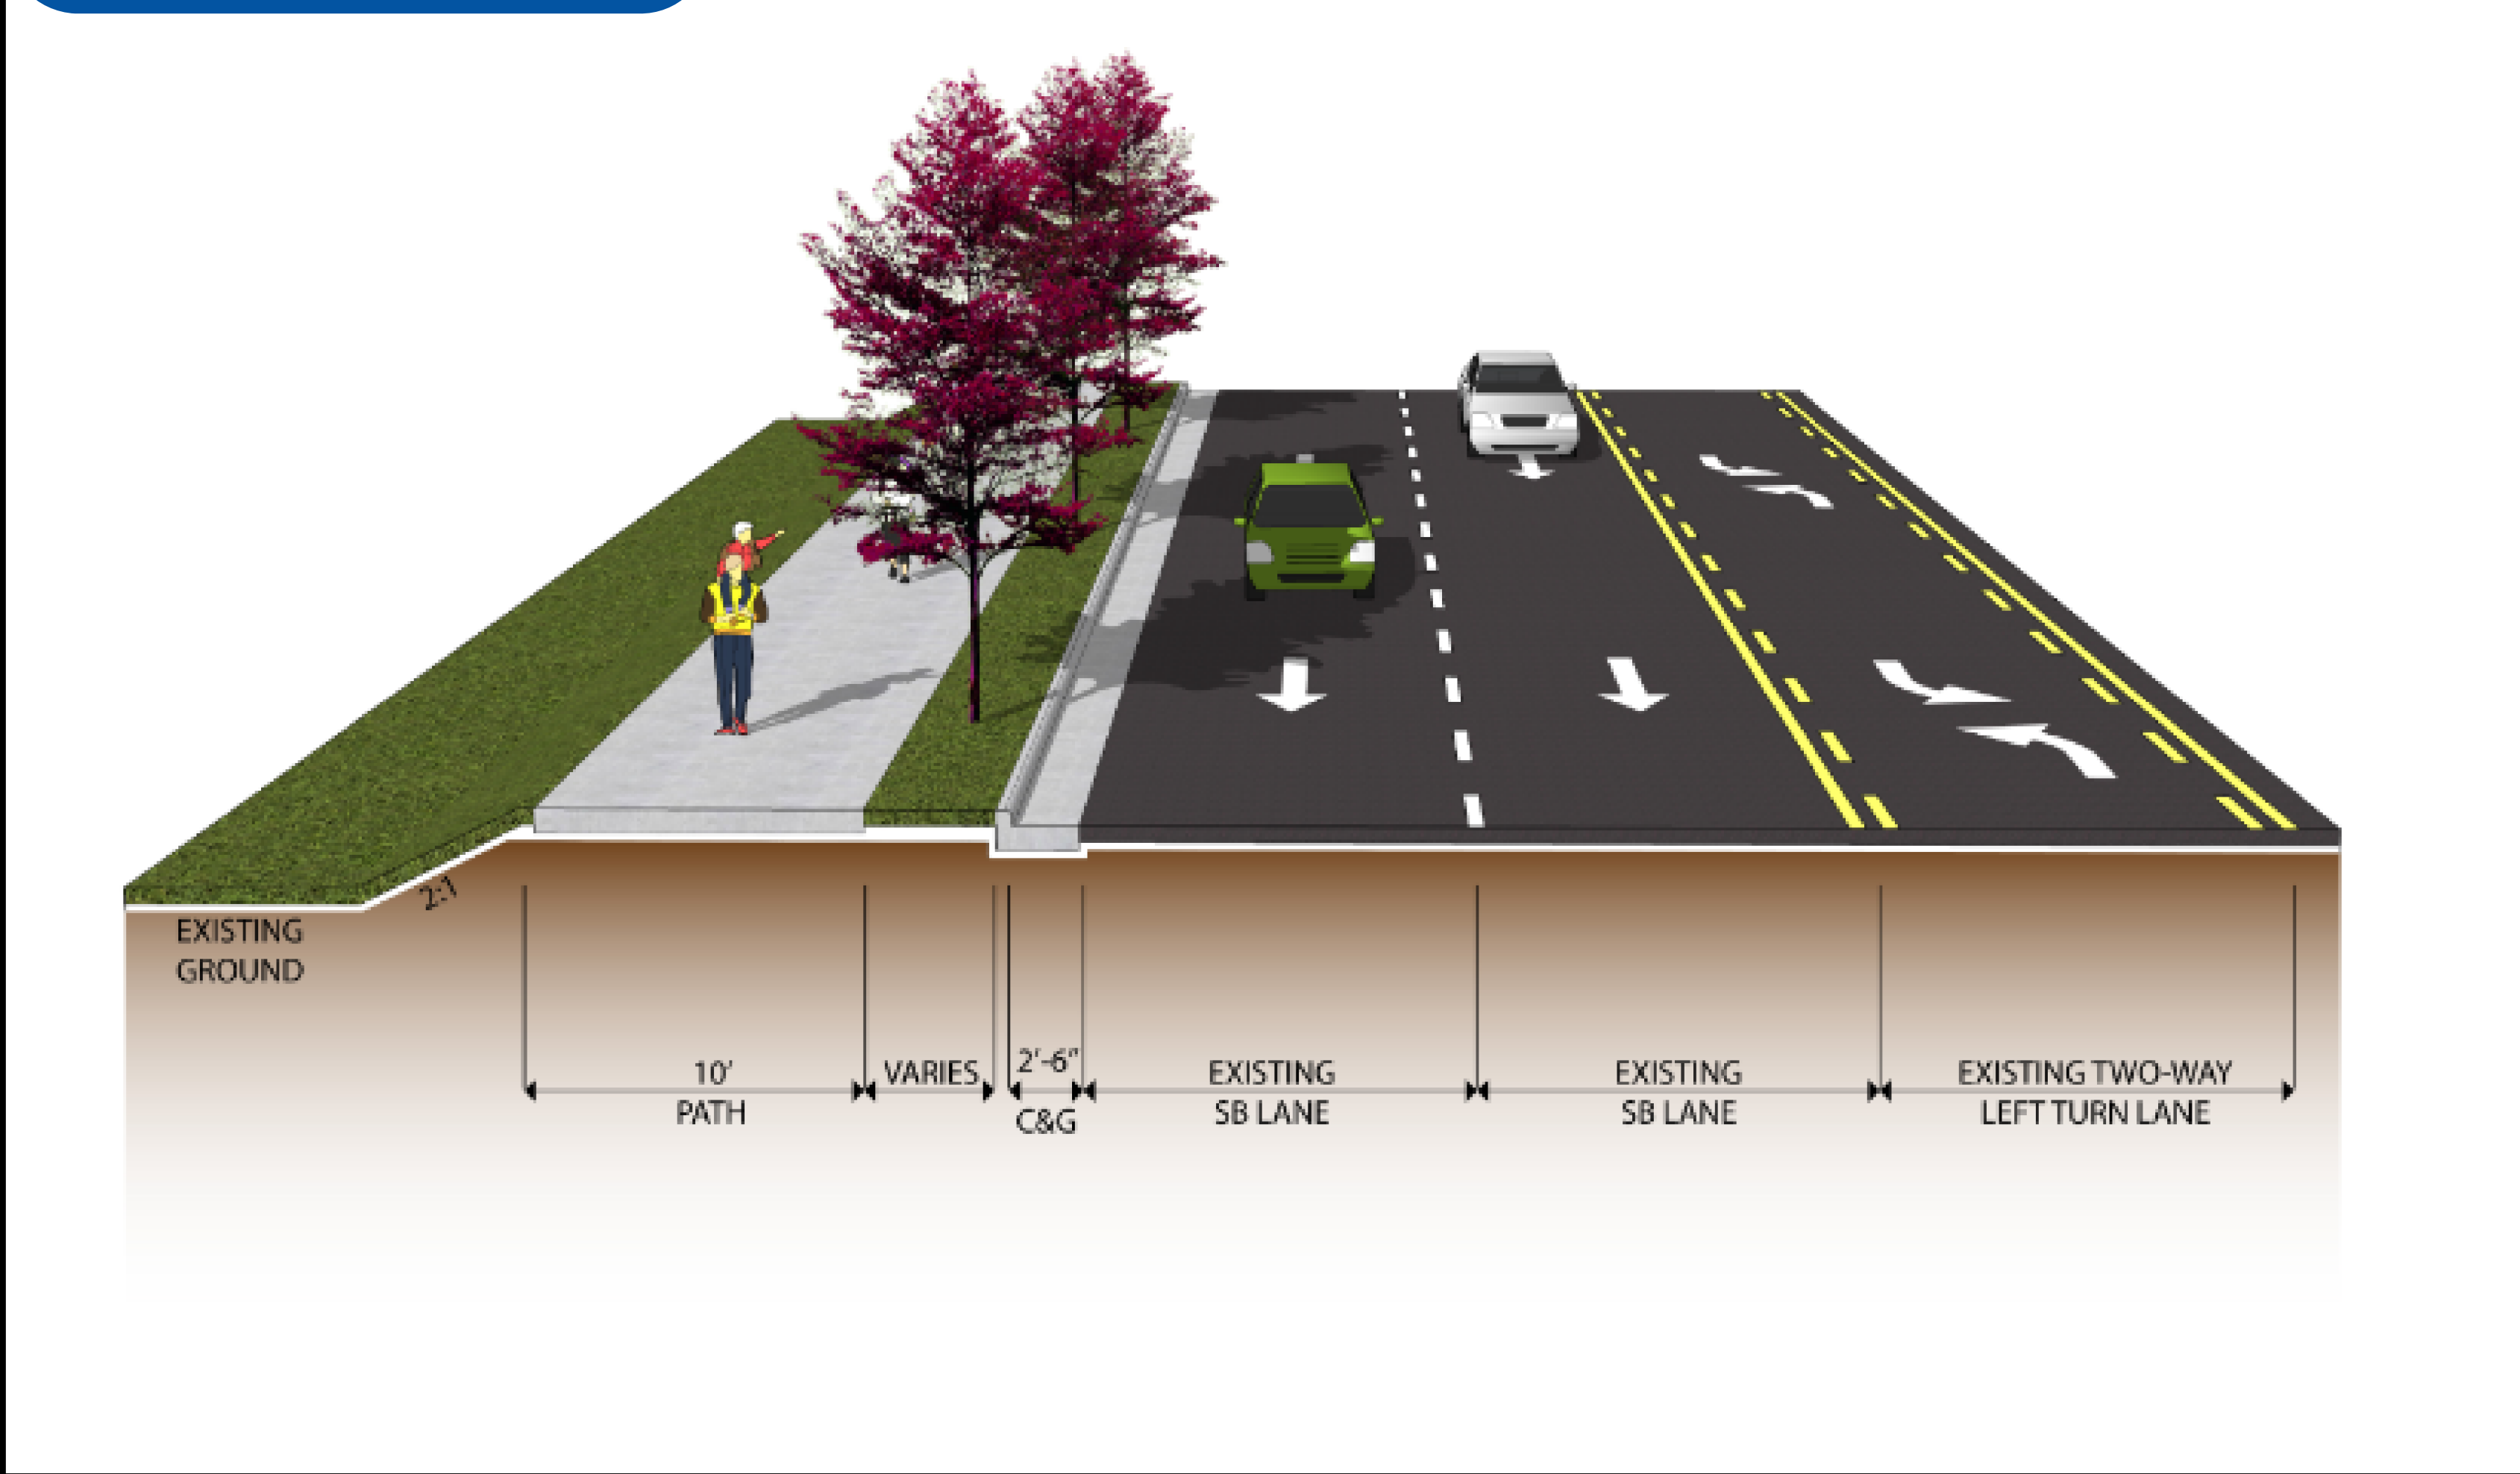 2:1
EXISTING
GROUND
10'
PATH
VARIES
2'-6"
C&G
EXISTING
SB LANE
EXISTING
SB LANE
EXISTING TWO-WAY
LEFT TURN LANE